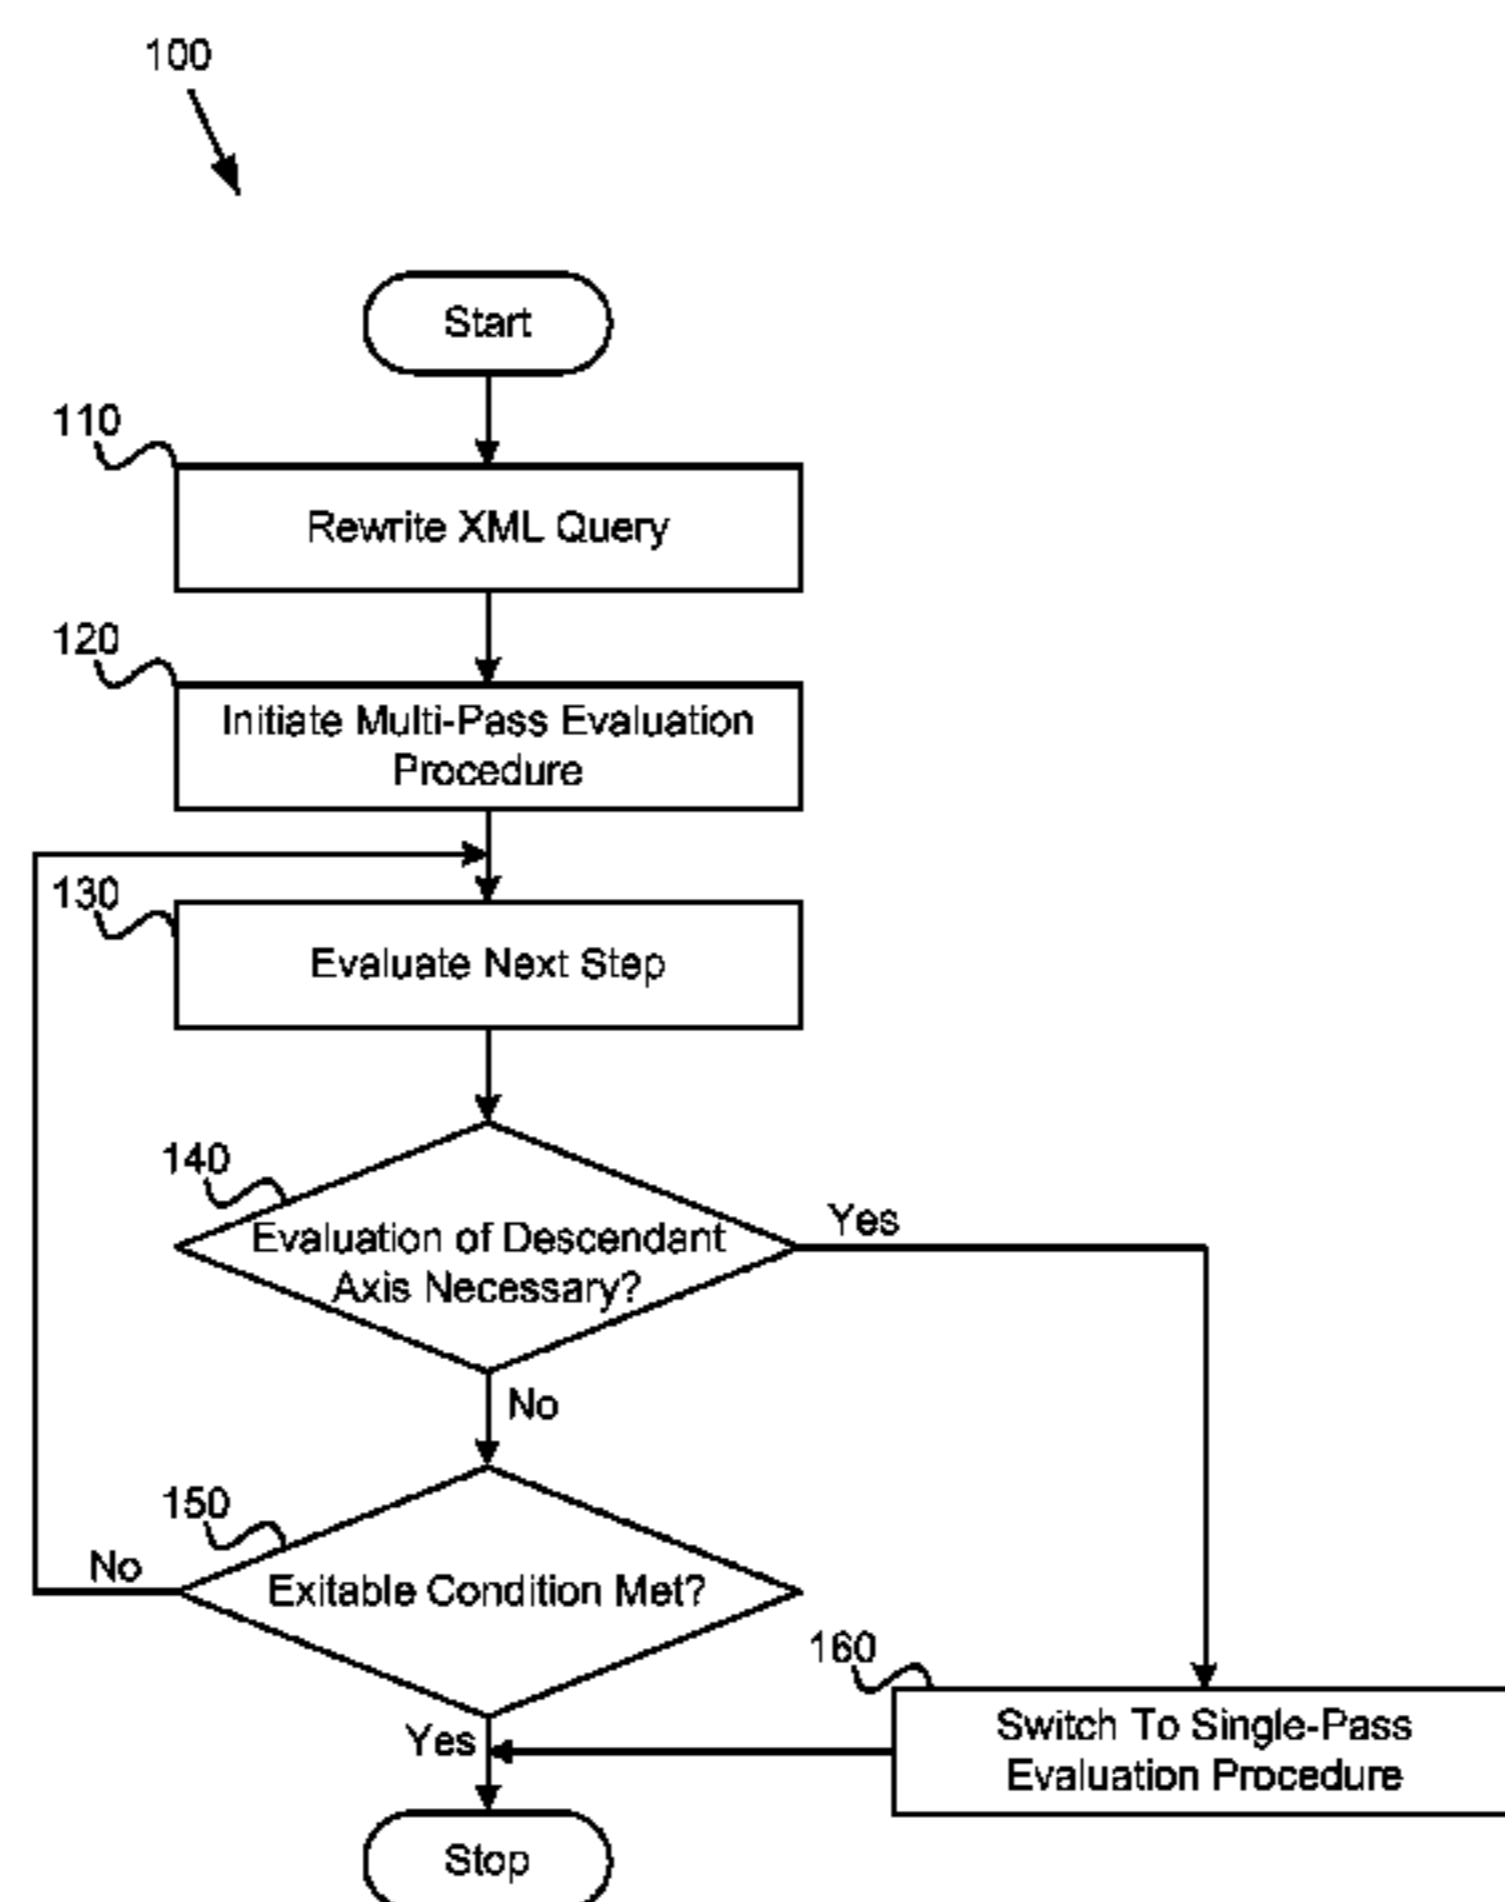 100
Start
110
Rewrite XML Query
120
Initiate Multi-Pass Evaluation
Procedure
130
Evaluate Next Step
140
Evaluation of Descendant
Axis Necessary?
Yes
No
150
No
Exitable Condition Met?
160
Yes
Switch To Single-Pass
Evaluation Procedure
Stop